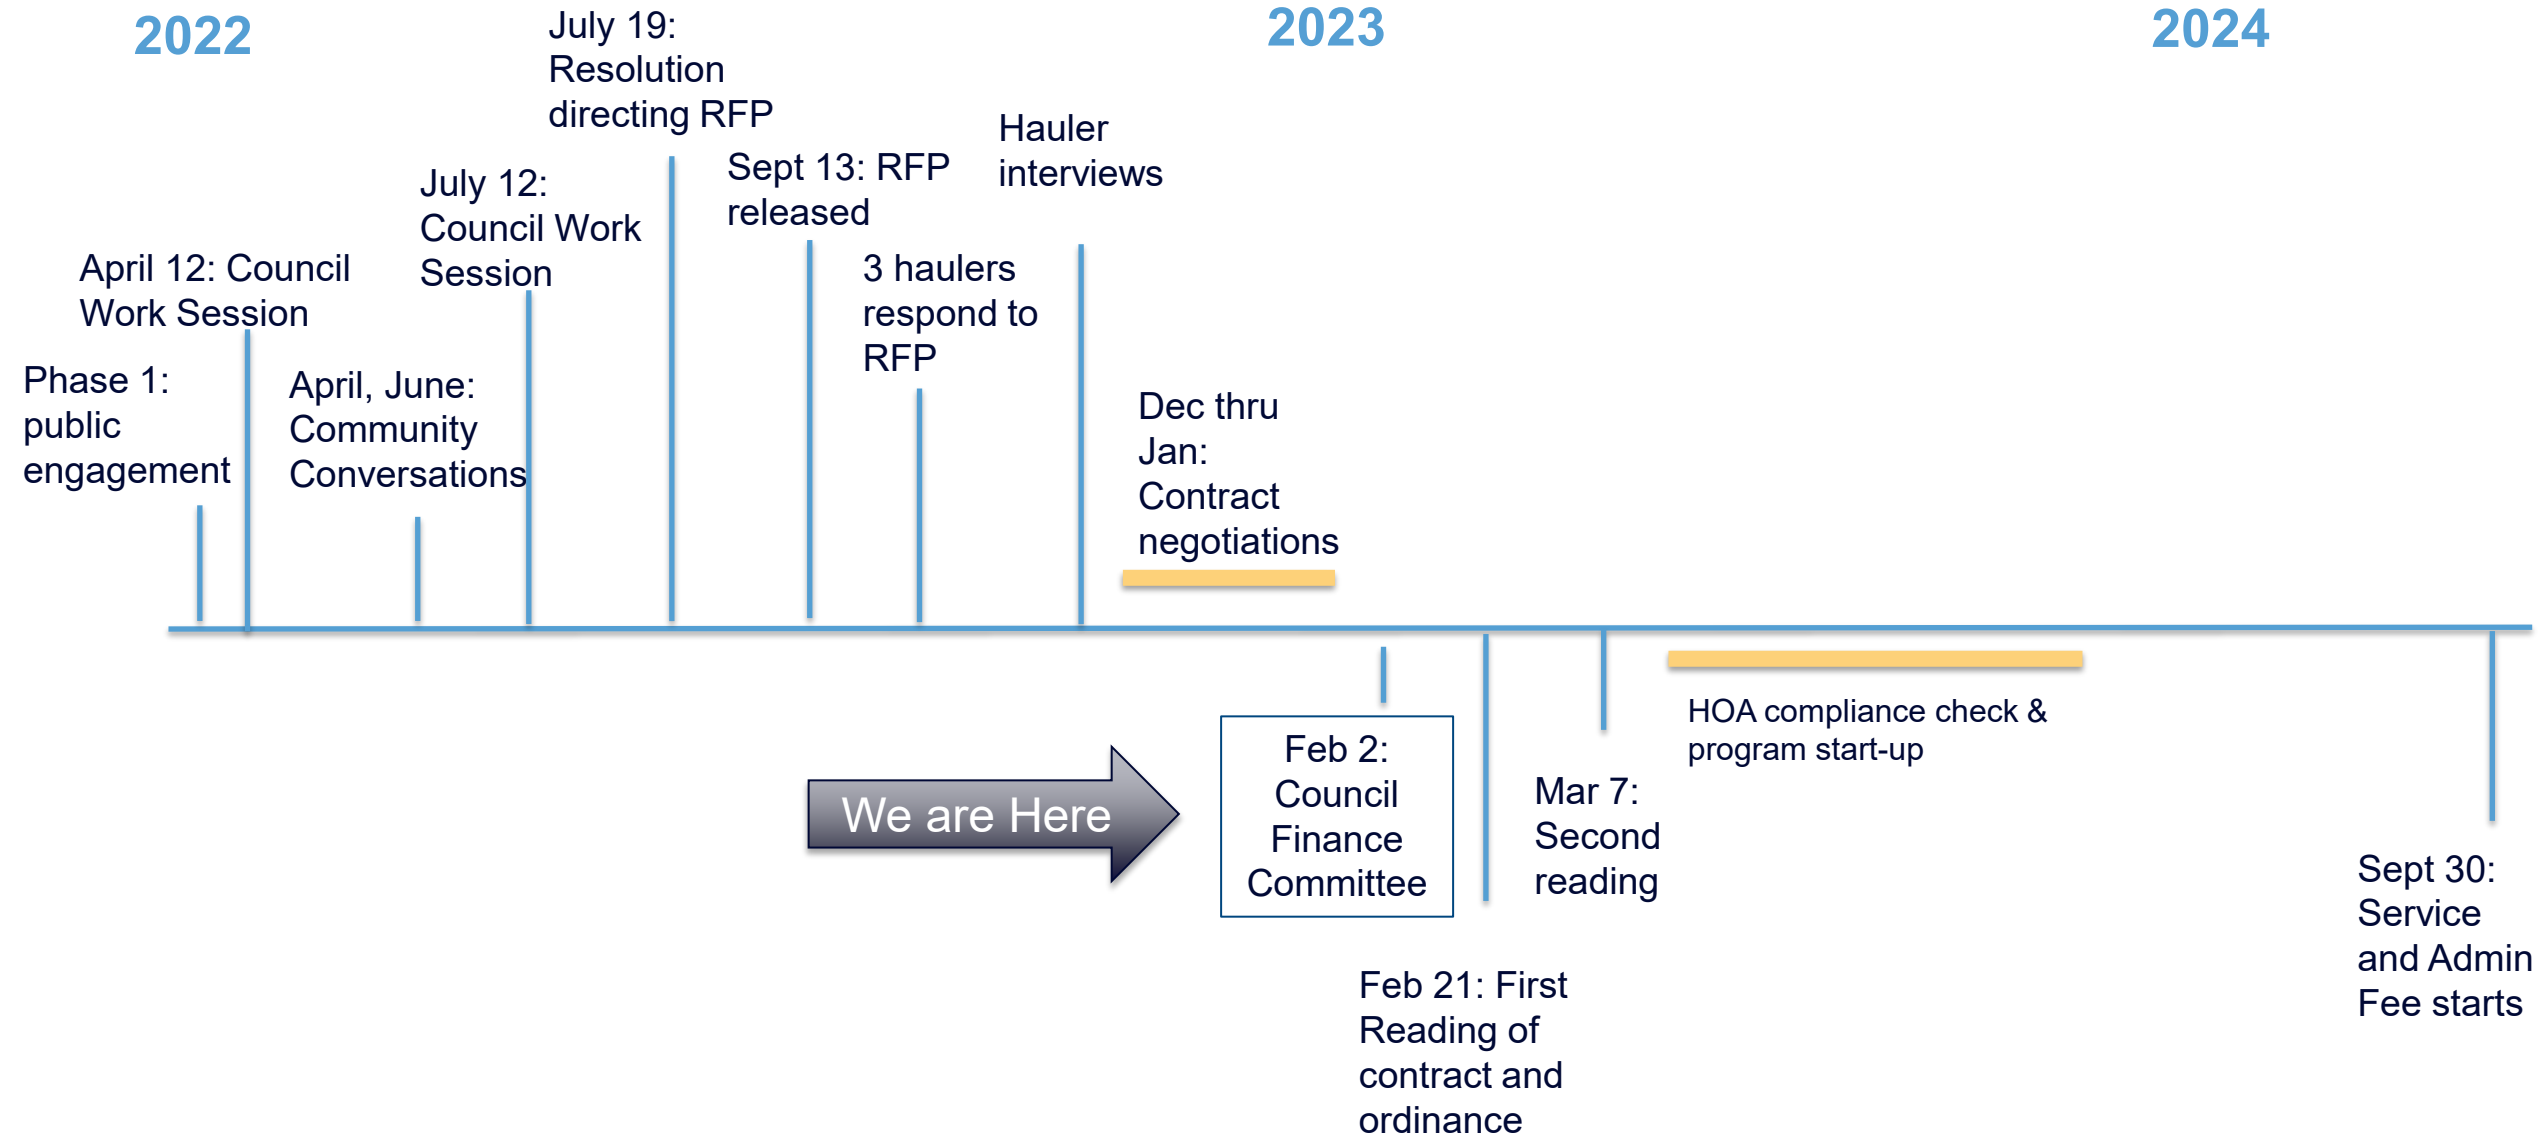 2022
2023
2024
July 19:
Resolution
directing RFP
Hauler
interviews
Sept 13: RFP
released
July 12:
Council Work
Session
April 12: Council
Work Session
3 haulers
respond to
RFP
Phase 1:
public
engagement
April, June:
Community
Conversations
Dec thru
Jan:
Contract
negotiations
HOA compliance check &
program start-up
We are Here
Feb 2:
Council
Finance
Committee
Mar 7:
Second
reading
Sept 30:
Service
and Admin
Fee starts
Feb 21: First
Reading of
contract and
ordinance